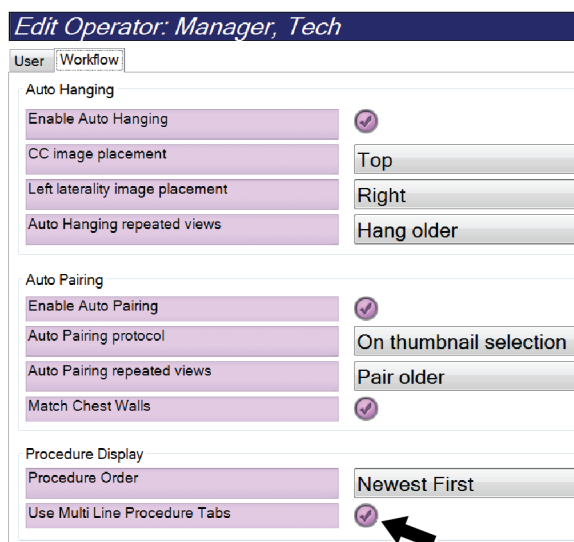 Edit Operator: Manager, Tech
User Workflow
Auto Hanging
Enable Auto Hanging
CC image placement Top
Left laterality image placement Right
Auto Hanging repeated views Hang older
Auto Pairing
Enable Auto Pairing
Auto Pairing protocol On thumbnail selection
Auto Pairing repeated views Pair older
Match Chest Walls
Procedure Display
Procedure Order Newest First
Use Multi Line Procedure Tabs